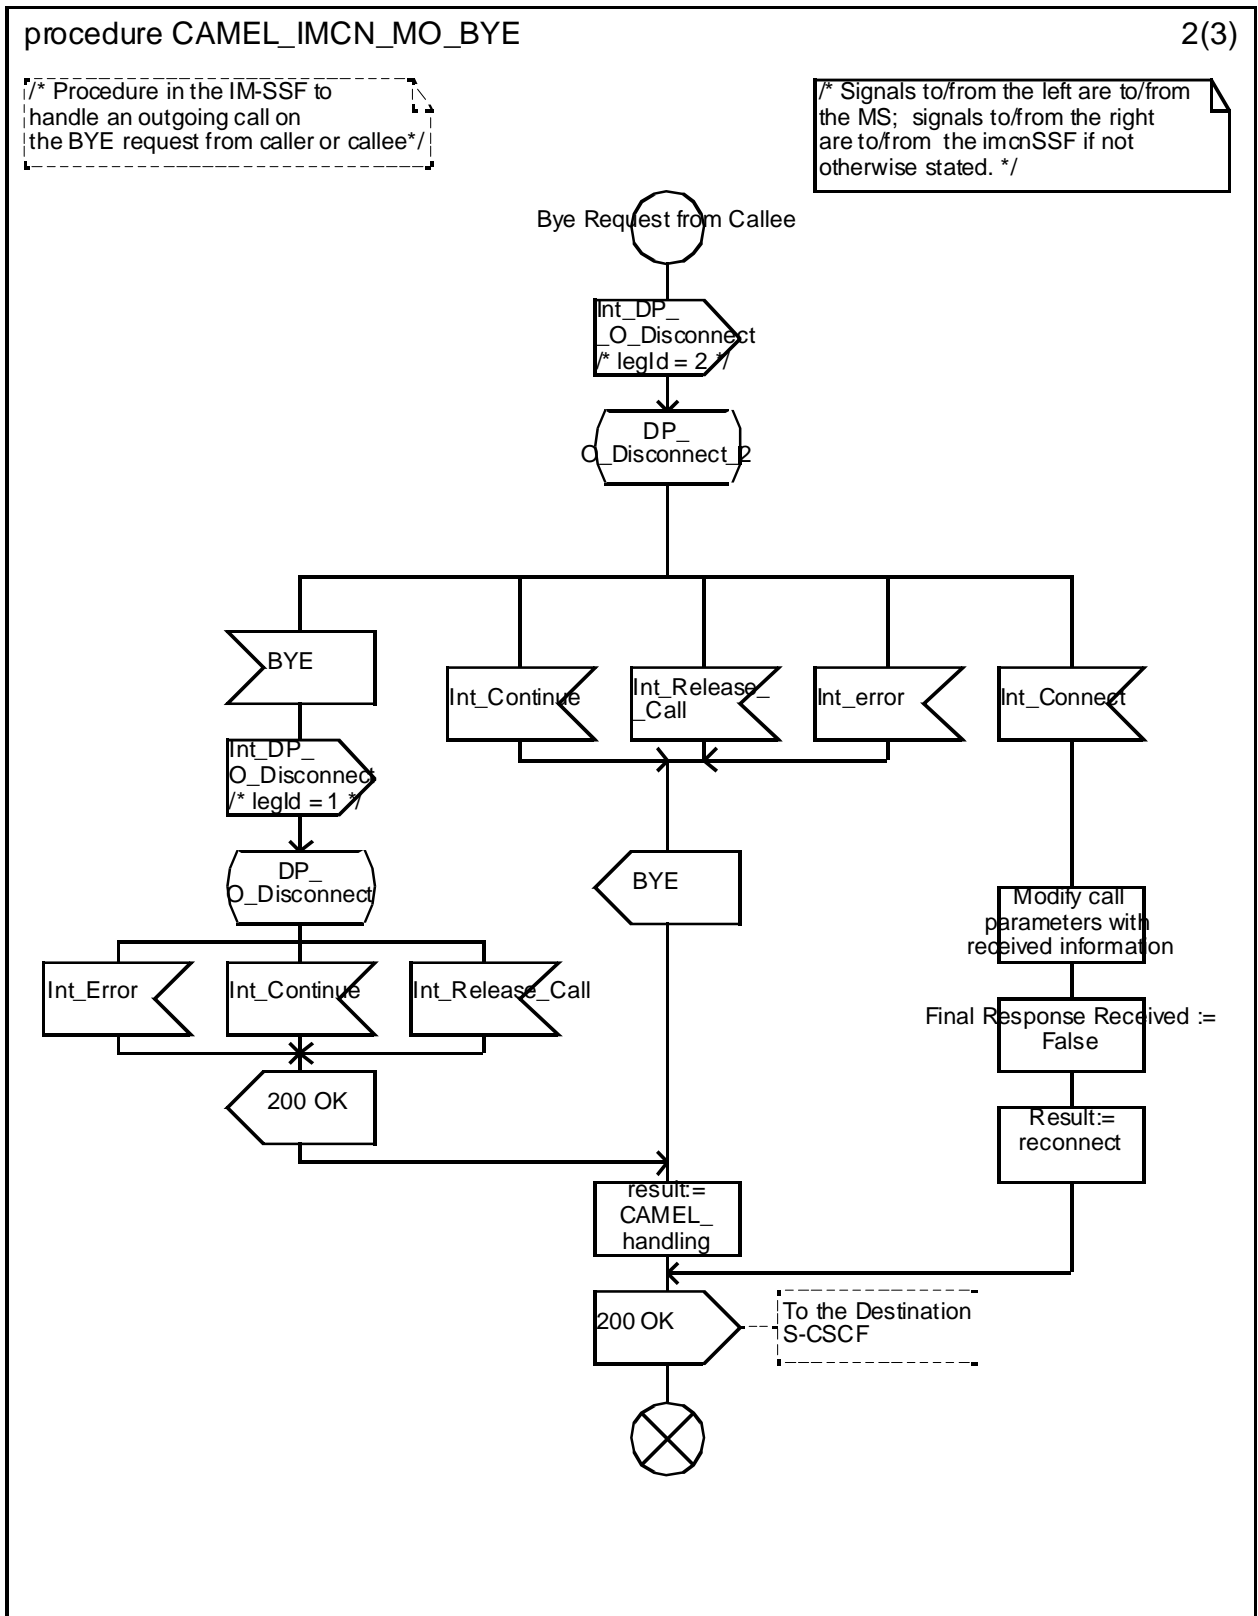 procedure CAMEL_IMCN_MO_BYE
2(3)
/* Procedure in the IM-SSF to
handle an outgoing call on
the BYE request from caller or callee*/
/* Signals to/from the left are to/from
the MS; signals to/from the right
are to/from the imcnSSF if not
otherwise stated. */
Bye Request from Callee
Int_DP_
_O_Disconnect
/* legId = 2 */
DP_
O_Disconnect_2
BYE
Int_Continue
Int_Release_
_Call
Int_error
Int_Connect
Int_DP_
O_Disconnect
/* legId = 1 */
DP_
O_Disconnect
BYE
Modify call
parameters with
received information
Int_Error
Int_Continue
Int_Release_Call
Final Response Received :=
False
200 OK
Result:=
reconnect
result:=
CAMEL_
handling
200 OK
To the Destination
S-CSCF